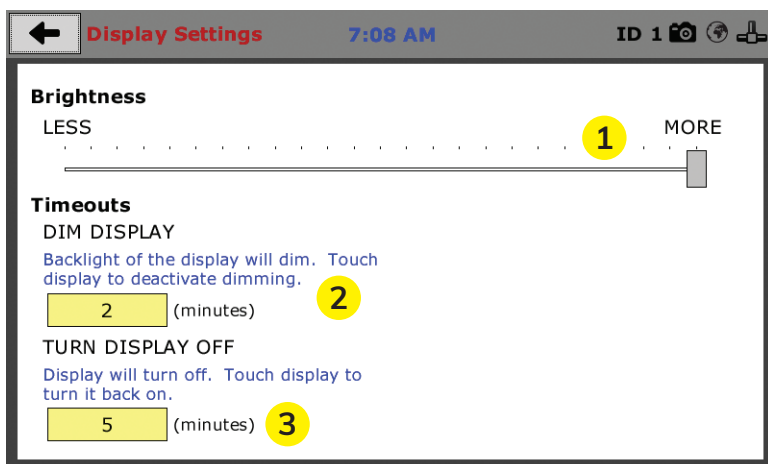 Display Settings 7:08 AM ID 1
Brightness
LESS 1 MORE
Timeouts
DIM DISPLAY
Backlight of the display will dim. Touch
display to deactivate dimming.
2
2 (minutes)
TURN DISPLAY OFF
Display will turn off. Touch display to
turn it back on.
5 (minutes) 3